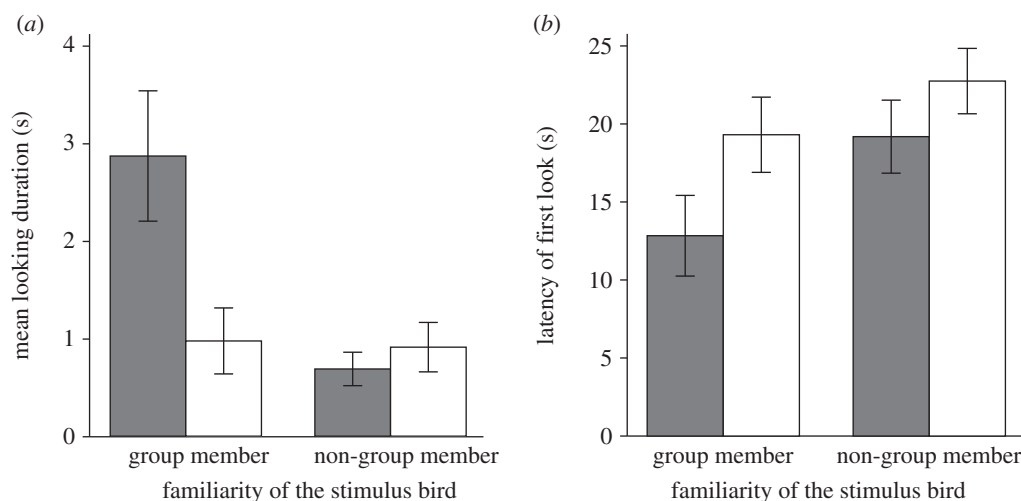 (a)
mean looking duration (s)
4
3
2
1
0
group member non-group member
familiarity of the stimulus bird
(b)
latency of first look (s)
25
20
15
10
5
0
group member non-group member
familiarity of the stimulus bird